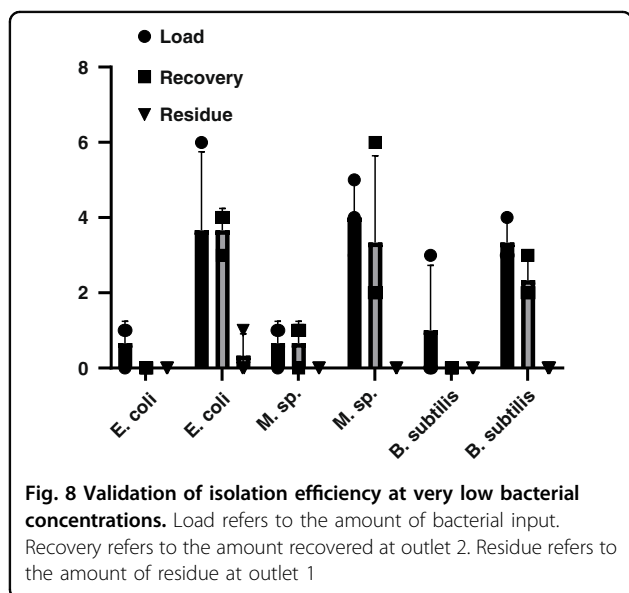 Load
Recovery
Residue
8
6
4
2
0
E. coli
E. coli
M. sp.
M. sp.
B. subtilis
B. subtilis
Fig. 8 Validation of isolation efficiency at very low bacterial
concentrations. Load refers to the amount of bacterial input.
Recovery refers to the amount recovered at outlet 2. Residue refers to
the amount of residue at outlet 1